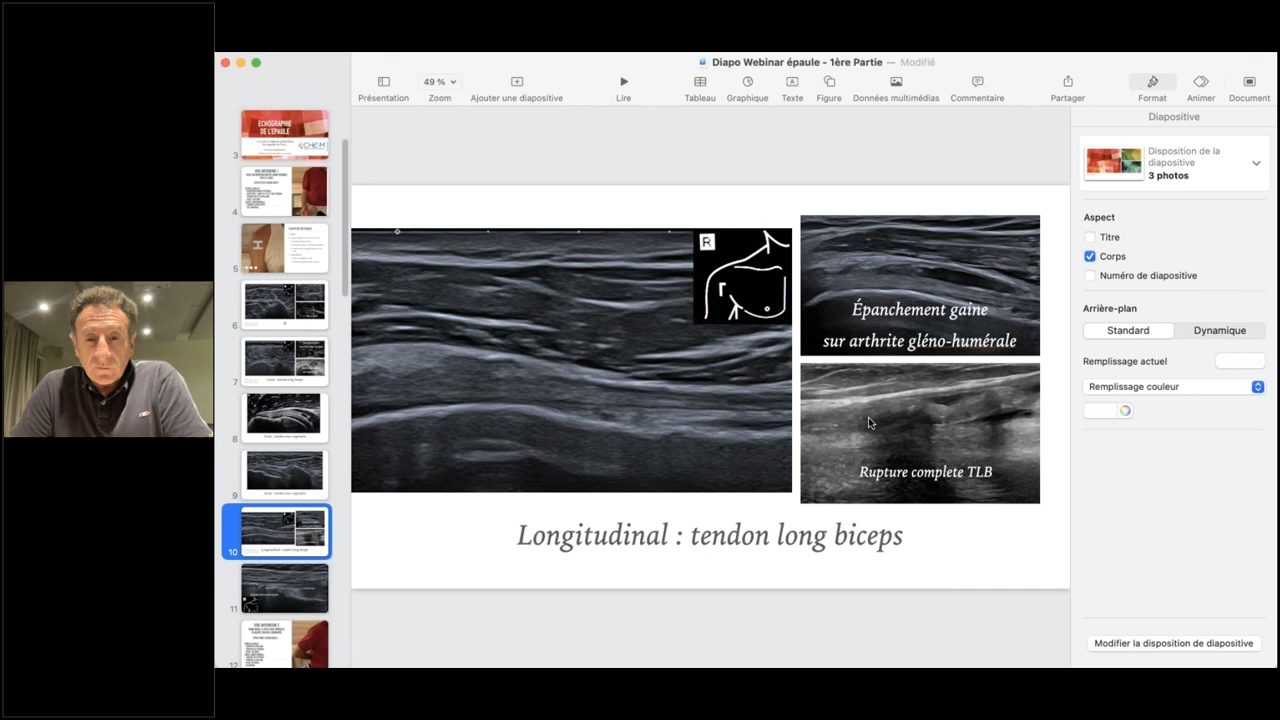 Diapo Webinar épaule - 1ère Partie — Modifié
49 %
Présentation
Zoom
Ajouter une diapositive
Lire
Tableau
Graphique
Texte
Figure
Données multimédias
Commentaire
Partager
Format
Animer
Document
3
ECHOGRAPHIE
DE L'EPAULE
4
5
6
7
8
9
10
11
12
R
Épanchement gaine
sur arthrite gléno-humérale
Rupture complete TLB
Longitudinal : tendon long biceps
Diapositive
Disposition de la
diapositive
3 photos
Aspect
Titre
Corps
Numéro de diapositive
Arrière-plan
Standard
Dynamique
Remplissage actuel
Remplissage couleur
Modifier la disposition de diapositive